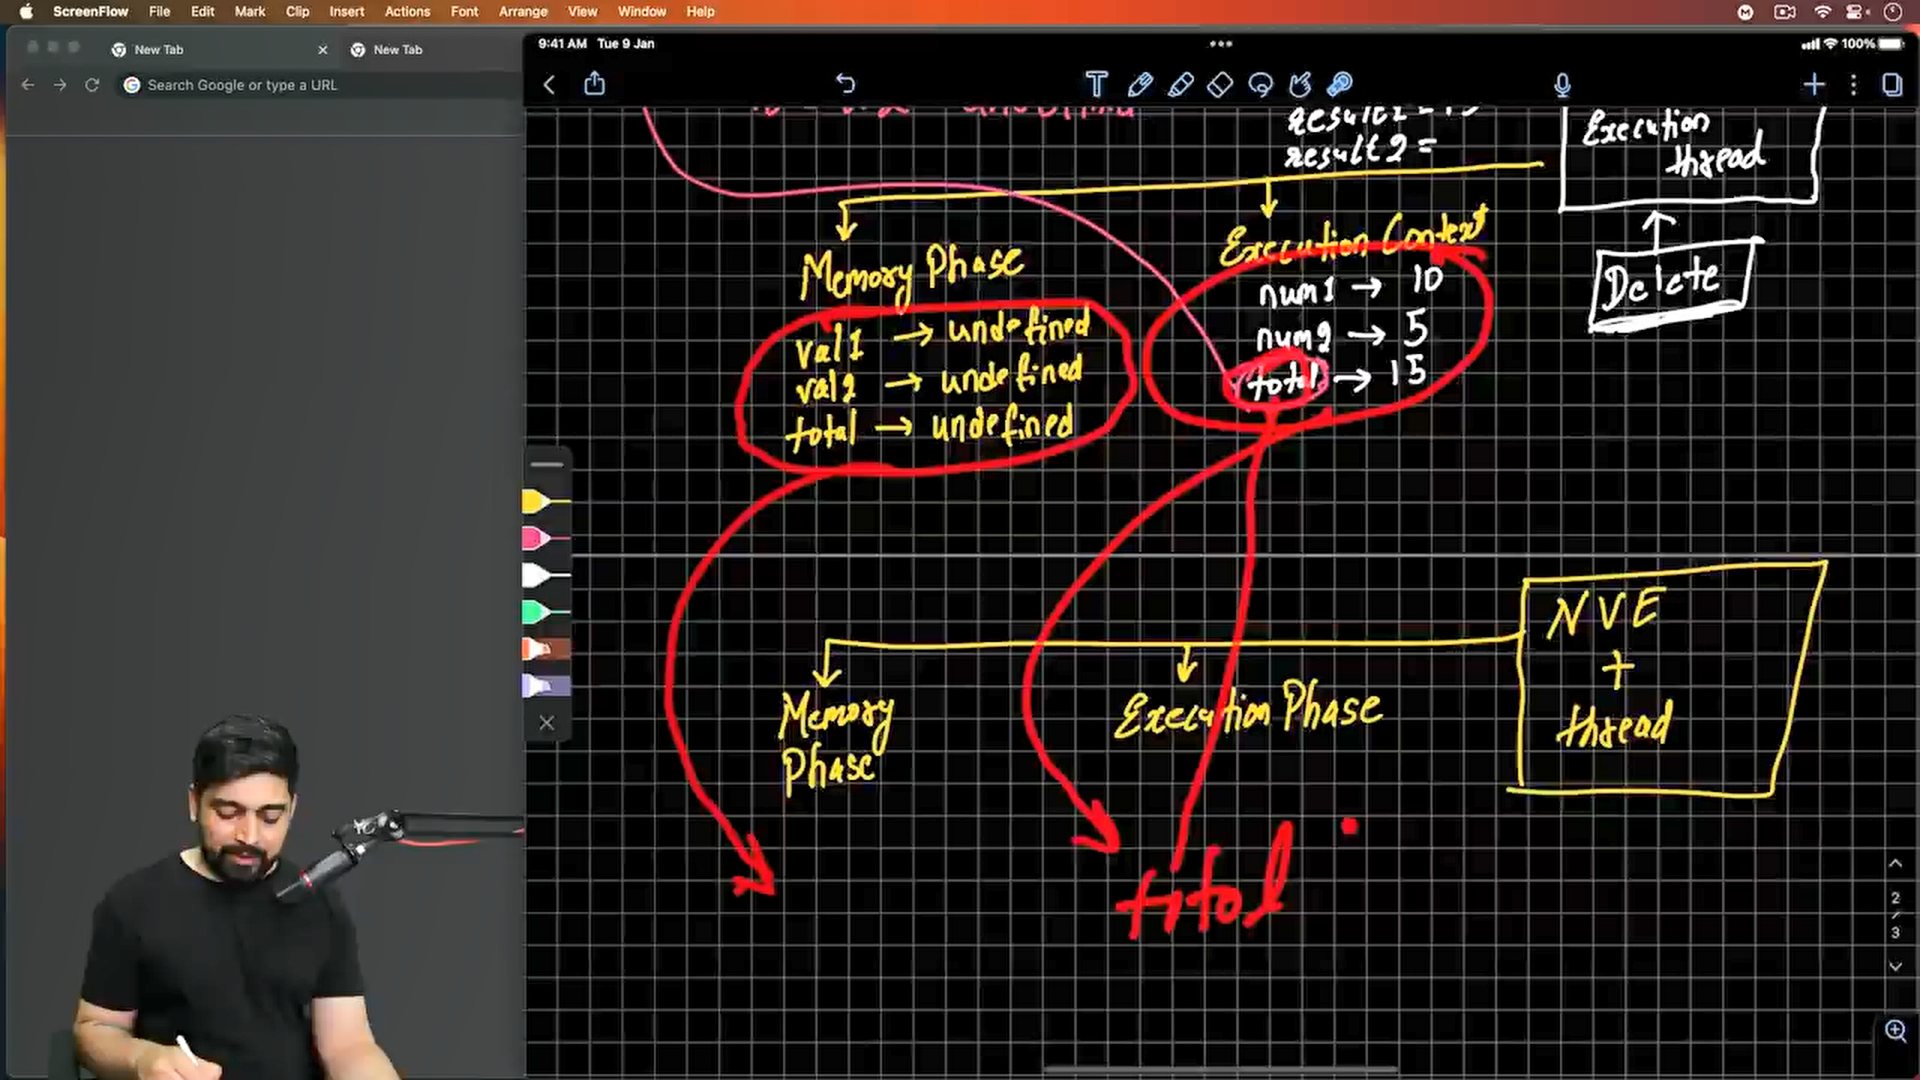 ScreenFlow File Edit Mark Clip Insert Actions Font Arrange View Window Help
New Tab
New Tab
Search Google or type a URL
9:41 AM Tue 9 Jan
100%
result2 =
Execution
thread
Memory Phase
Execution Context
val1 → undefined
val2 → undefined
total → undefined
num1 → 10
num2 → 5
total → 15
Delete
NVE
+
thread
Memory
Phase
Execution Phase
total
2
/
3